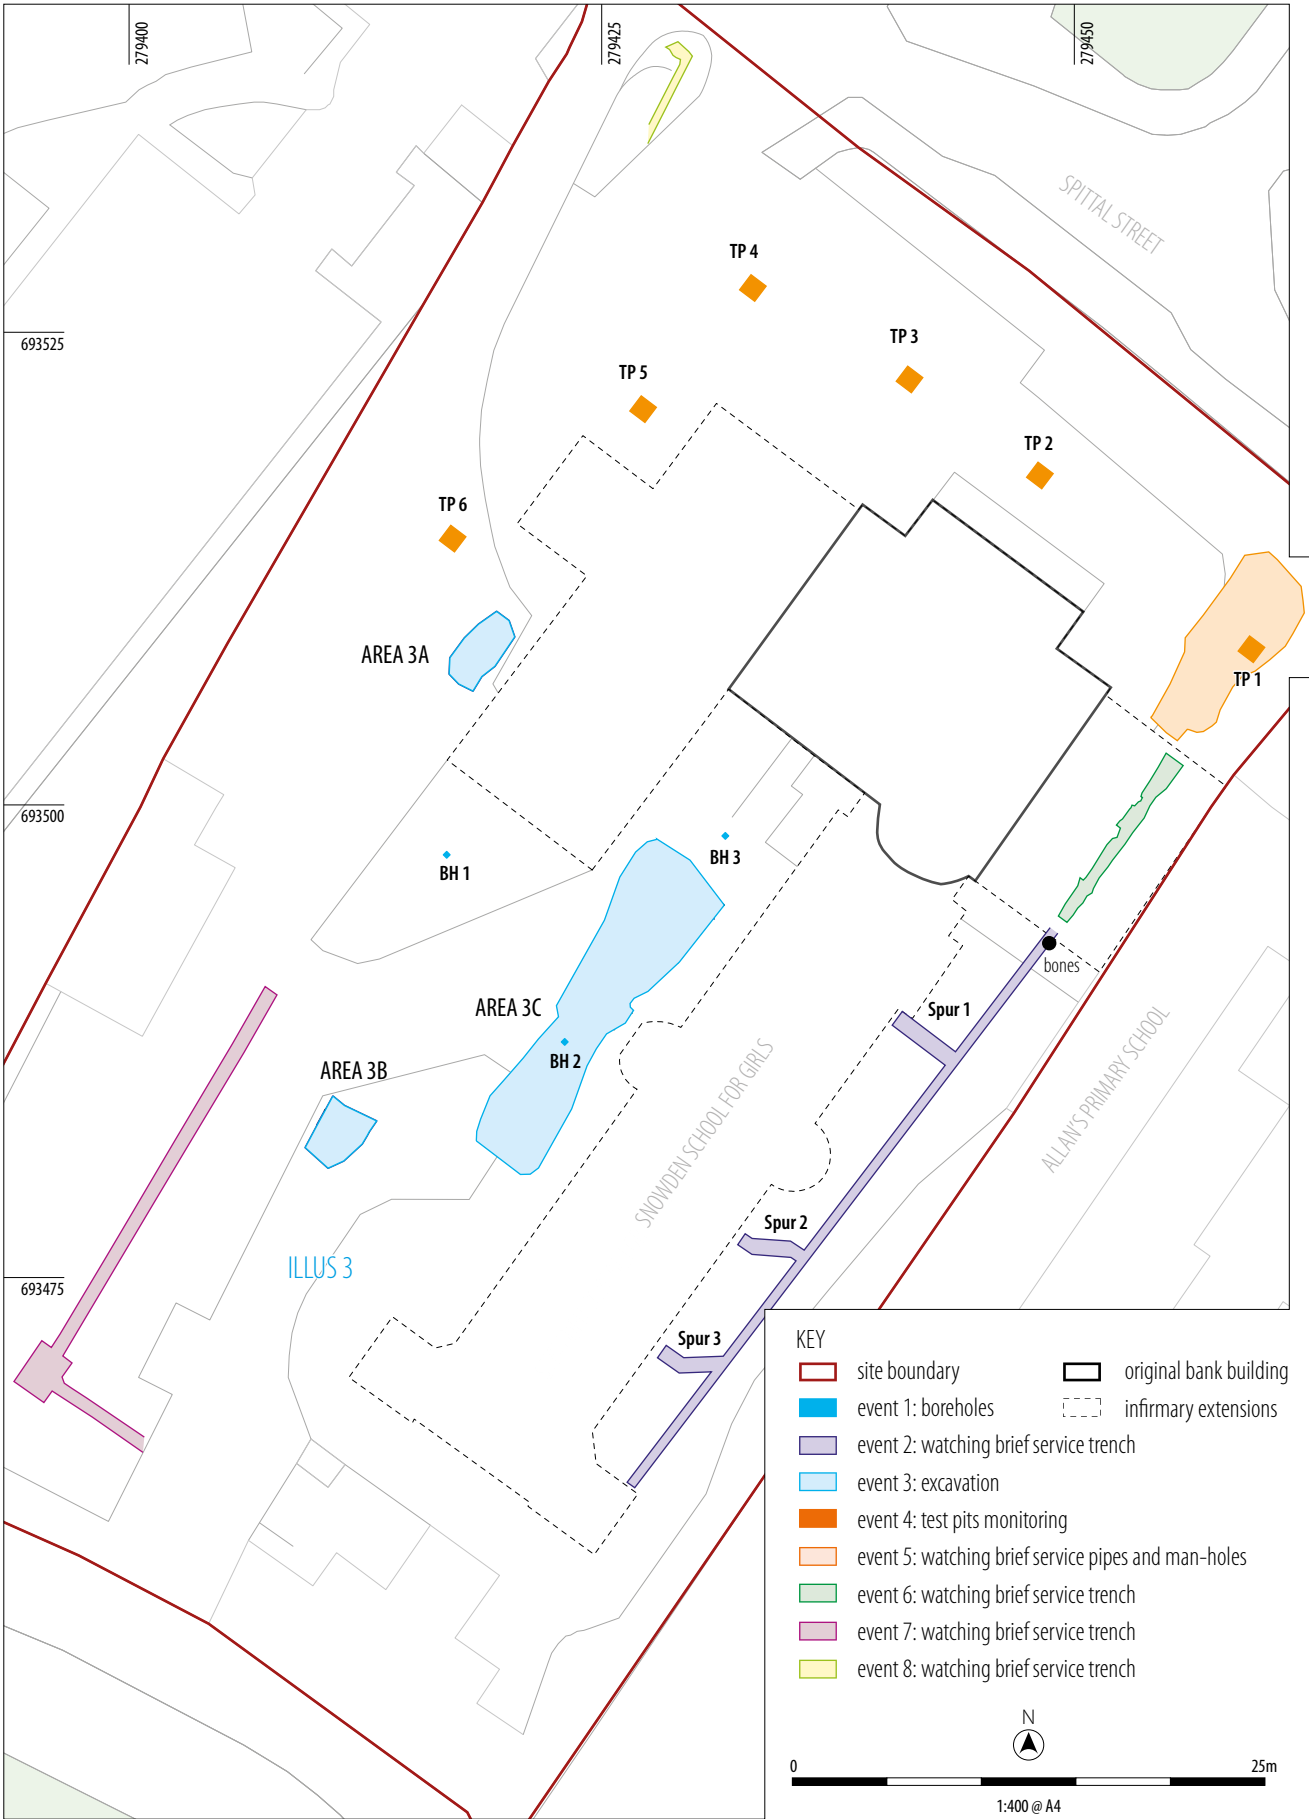 279400
279425
279450
SPITTAL STREET
TP 4
693525
TP 3
TP 5
TP 2
TP 6
AREA 3A
TP 1
693500
BH 3
BH 1
bones
AREA 3C
Spur 1
BH 2
AREA 3B
SNOWDEN SCHOOL FOR GIRLS
ALLAN'S PRIMARY SCHOOL
Spur 2
ILLUS 3
693475
Spur 3
KEY
site boundary
original bank building
event 1: boreholes
infirmary extensions
event 2: watching brief service trench
event 3: excavation
event 4: test pits monitoring
event 5: watching brief service pipes and man-holes
event 6: watching brief service trench
event 7: watching brief service trench
event 8: watching brief service trench
N
0
25m
1:400 @ A4